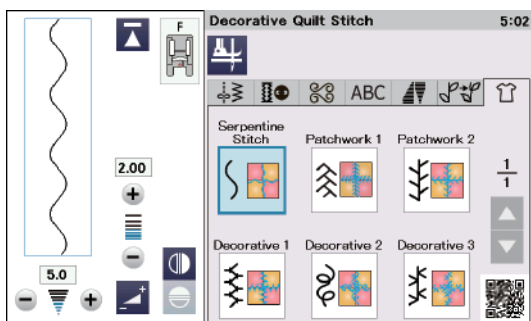 F
2.00
5.0
Decorative Quilt Stitch 5:02
ABC
Serpentine
Stitch
Patchwork 1
Patchwork 2
1
1
Decorative 1
Decorative 2
Decorative 3